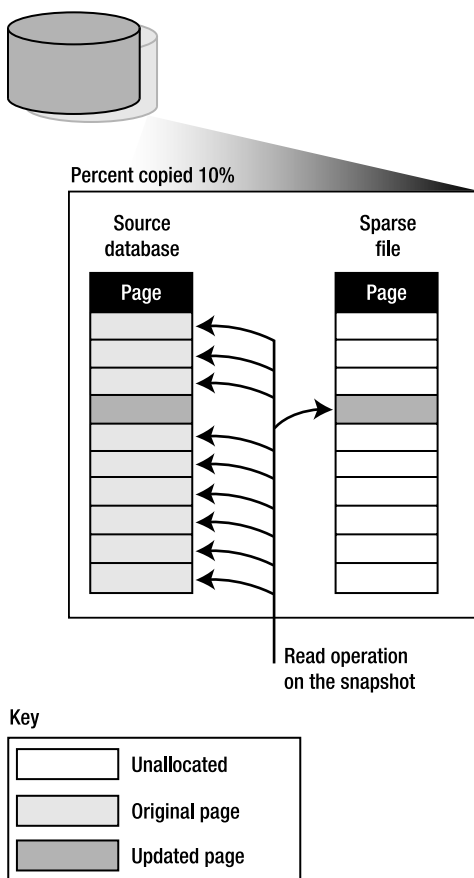 Percent copied 10%
Source
database
Sparse
file
Page
Page
Read operation
on the snapshot
Key
Unallocated
Original page
Updated page